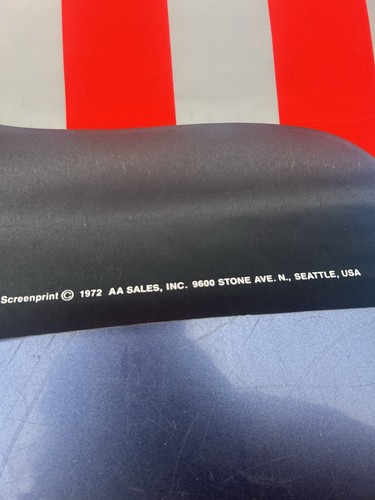 Screenprint © 1972 AA SALES, INC. 9600 STONE AVE. N., SEATTLE, USA